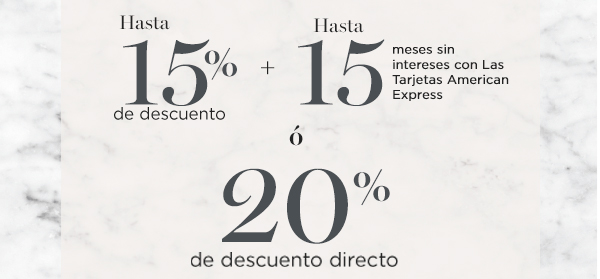 Hasta
15%
de descuento
+
Hasta
15
meses sin
intereses con Las
Tarjetas American
Express
ó
20%
de descuento directo